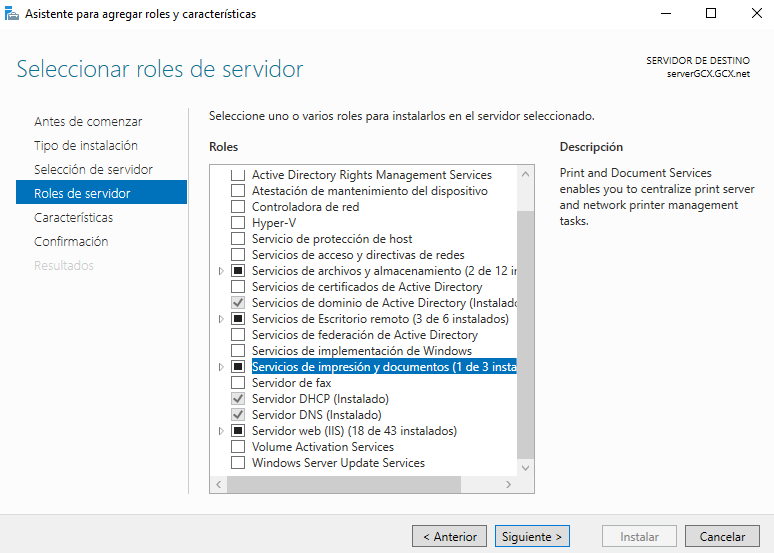 Asistente para agregar roles y características
Seleccionar roles de servidor
SERVIDOR DE DESTINO
serverGCX.GCX.net
Antes de comenzar
Tipo de instalación
Selección de servidor
Roles de servidor
Características
Confirmación
Resultados
Seleccione uno o varios roles para instalarlos en el servidor seleccionado.
Roles
Active Directory Rights Management Services
Atestación de mantenimiento del dispositivo
Controladora de red
Hyper-V
Servicio de protección de host
Servicios de acceso y directivas de redes
Servicios de archivos y almacenamiento (2 de 12 in
Servicios de certificados de Active Directory
Servicios de dominio de Active Directory (Instalado
Servicios de Escritorio remoto (3 de 6 instalados)
Servicios de federación de Active Directory
Servicios de implementación de Windows
Servicios de impresión y documentos (1 de 3 insta
Servidor de fax
Servidor DHCP (Instalado)
Servidor DNS (Instalado)
Servidor web (IIS) (18 de 43 instalados)
Volume Activation Services
Windows Server Update Services
Descripción
Print and Document Services
enables you to centralize print server
and network printer management
tasks.
< Anterior
Siguiente >
Instalar
Cancelar